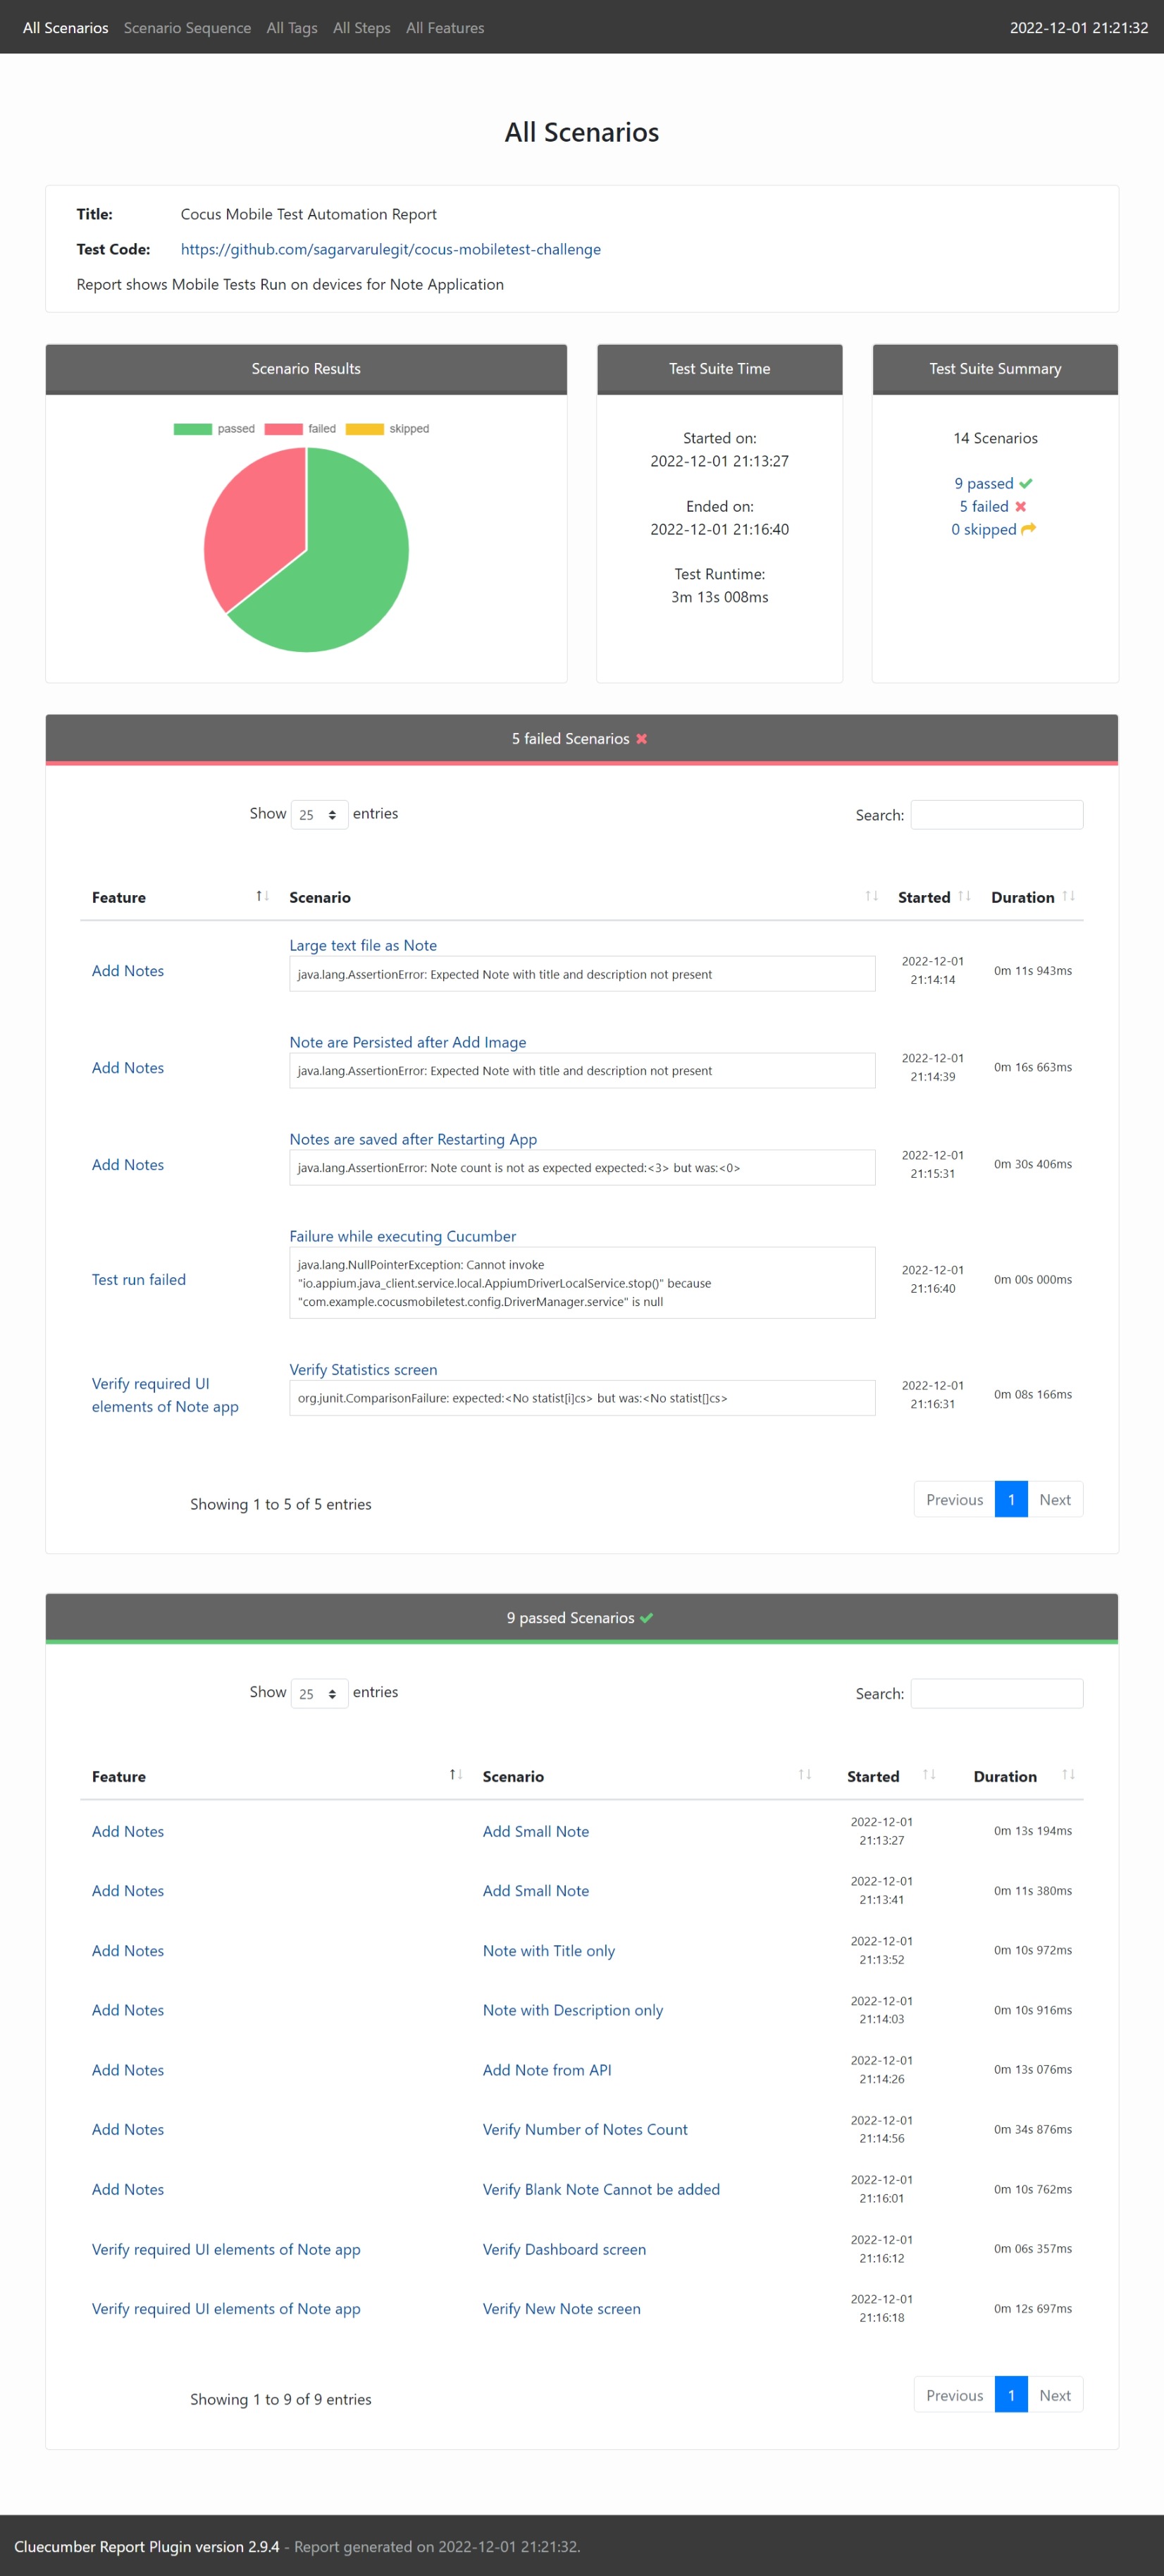 All Scenarios Scenario Sequence All Tags All Steps All Features 2022-12-01 21:21:32
All Scenarios
Title: Cocus Mobile Test Automation Report
Test Code: https://github.com/sagarvarulegit/cocus-mobiletest-challenge
Report shows Mobile Tests Run on devices for Note Application
Scenario Results
passed failed skipped
Test Suite Time
Started on:
2022-12-01 21:13:27
Ended on:
2022-12-01 21:16:40
Test Runtime:
3m 13s 008ms
Test Suite Summary
14 Scenarios
9 passed
5 failed
0 skipped
5 failed Scenarios
Show 25 entries Search:
Feature Scenario Started Duration
Add Notes
Large text file as Note
java.lang.AssertionError: Expected Note with title and description not present
2022-12-01
21:14:14
0m 11s 943ms
Add Notes
Note are Persisted after Add Image
java.lang.AssertionError: Expected Note with title and description not present
2022-12-01
21:14:39
0m 16s 663ms
Add Notes
Notes are saved after Restarting App
java.lang.AssertionError: Note count is not as expected expected:<3> but was:<0>
2022-12-01
21:15:31
0m 30s 406ms
Test run failed
Failure while executing Cucumber
java.lang.NullPointerException: Cannot invoke
"io.appium.java_client.service.local.AppiumDriverLocalService.stop()" because
"com.example.cocusmobiletest.config.DriverManager.service" is null
2022-12-01
21:16:40
0m 00s 000ms
Verify required UI
elements of Note app
Verify Statistics screen
org.junit.ComparisonFailure: expected:<No statist[i]cs> but was:<No statist[]cs>
2022-12-01
21:16:31
0m 08s 166ms
Showing 1 to 5 of 5 entries Previous 1 Next
9 passed Scenarios
Show 25 entries Search:
Feature Scenario Started Duration
Add Notes
Add Small Note
2022-12-01
21:13:27
0m 13s 194ms
Add Notes
Add Small Note
2022-12-01
21:13:41
0m 11s 380ms
Add Notes
Note with Title only
2022-12-01
21:13:52
0m 10s 972ms
Add Notes
Note with Description only
2022-12-01
21:14:03
0m 10s 916ms
Add Notes
Add Note from API
2022-12-01
21:14:26
0m 13s 076ms
Add Notes
Verify Number of Notes Count
2022-12-01
21:14:56
0m 34s 876ms
Add Notes
Verify Blank Note Cannot be added
2022-12-01
21:16:01
0m 10s 762ms
Verify required UI elements of Note app
Verify Dashboard screen
2022-12-01
21:16:12
0m 06s 357ms
Verify required UI elements of Note app
Verify New Note screen
2022-12-01
21:16:18
0m 12s 697ms
Showing 1 to 9 of 9 entries Previous 1 Next
Cluecumber Report Plugin version 2.9.4 - Report generated on 2022-12-01 21:21:32.